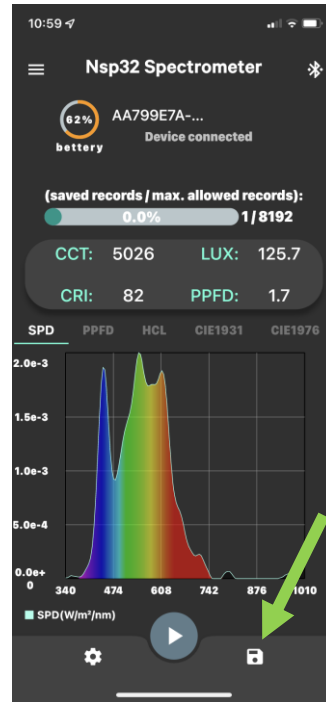 10:59
Nsp32 Spectrometer
62%
AA799E7A-...
bettery
Device connected
(saved records / max. allowed records):
0.0%
1/8192
CCT: 5026 LUX: 125.7
CRI: 82 PPFD: 1.7
SPD PPFD HCL CIE1931 CIE1976
2.0e-3
1.5e-3
1.0e-3
5.0e-4
0.0e+
0
340 474 608 742 876 1010
SPD(W/m²/nm)